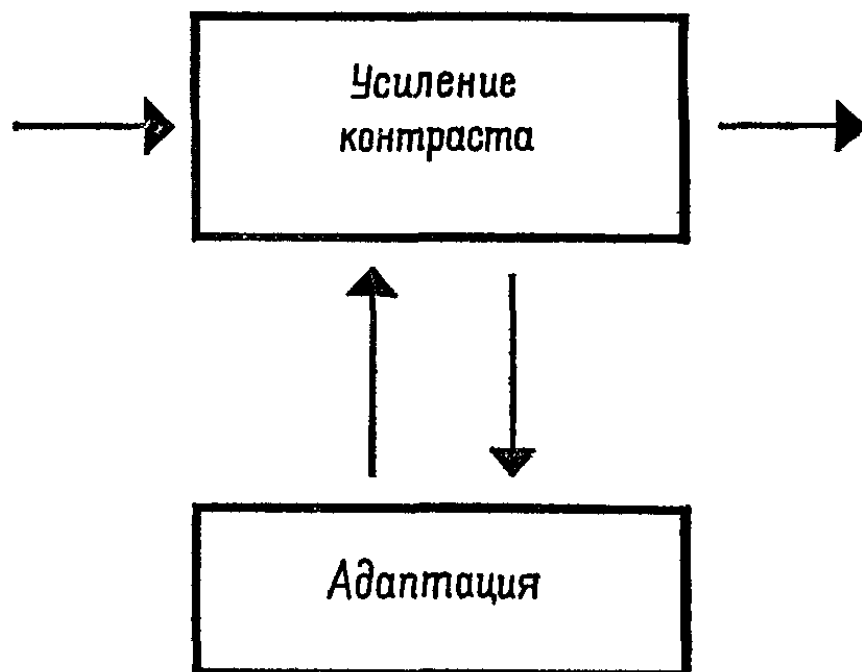 Усиление
контраста
Адаптация